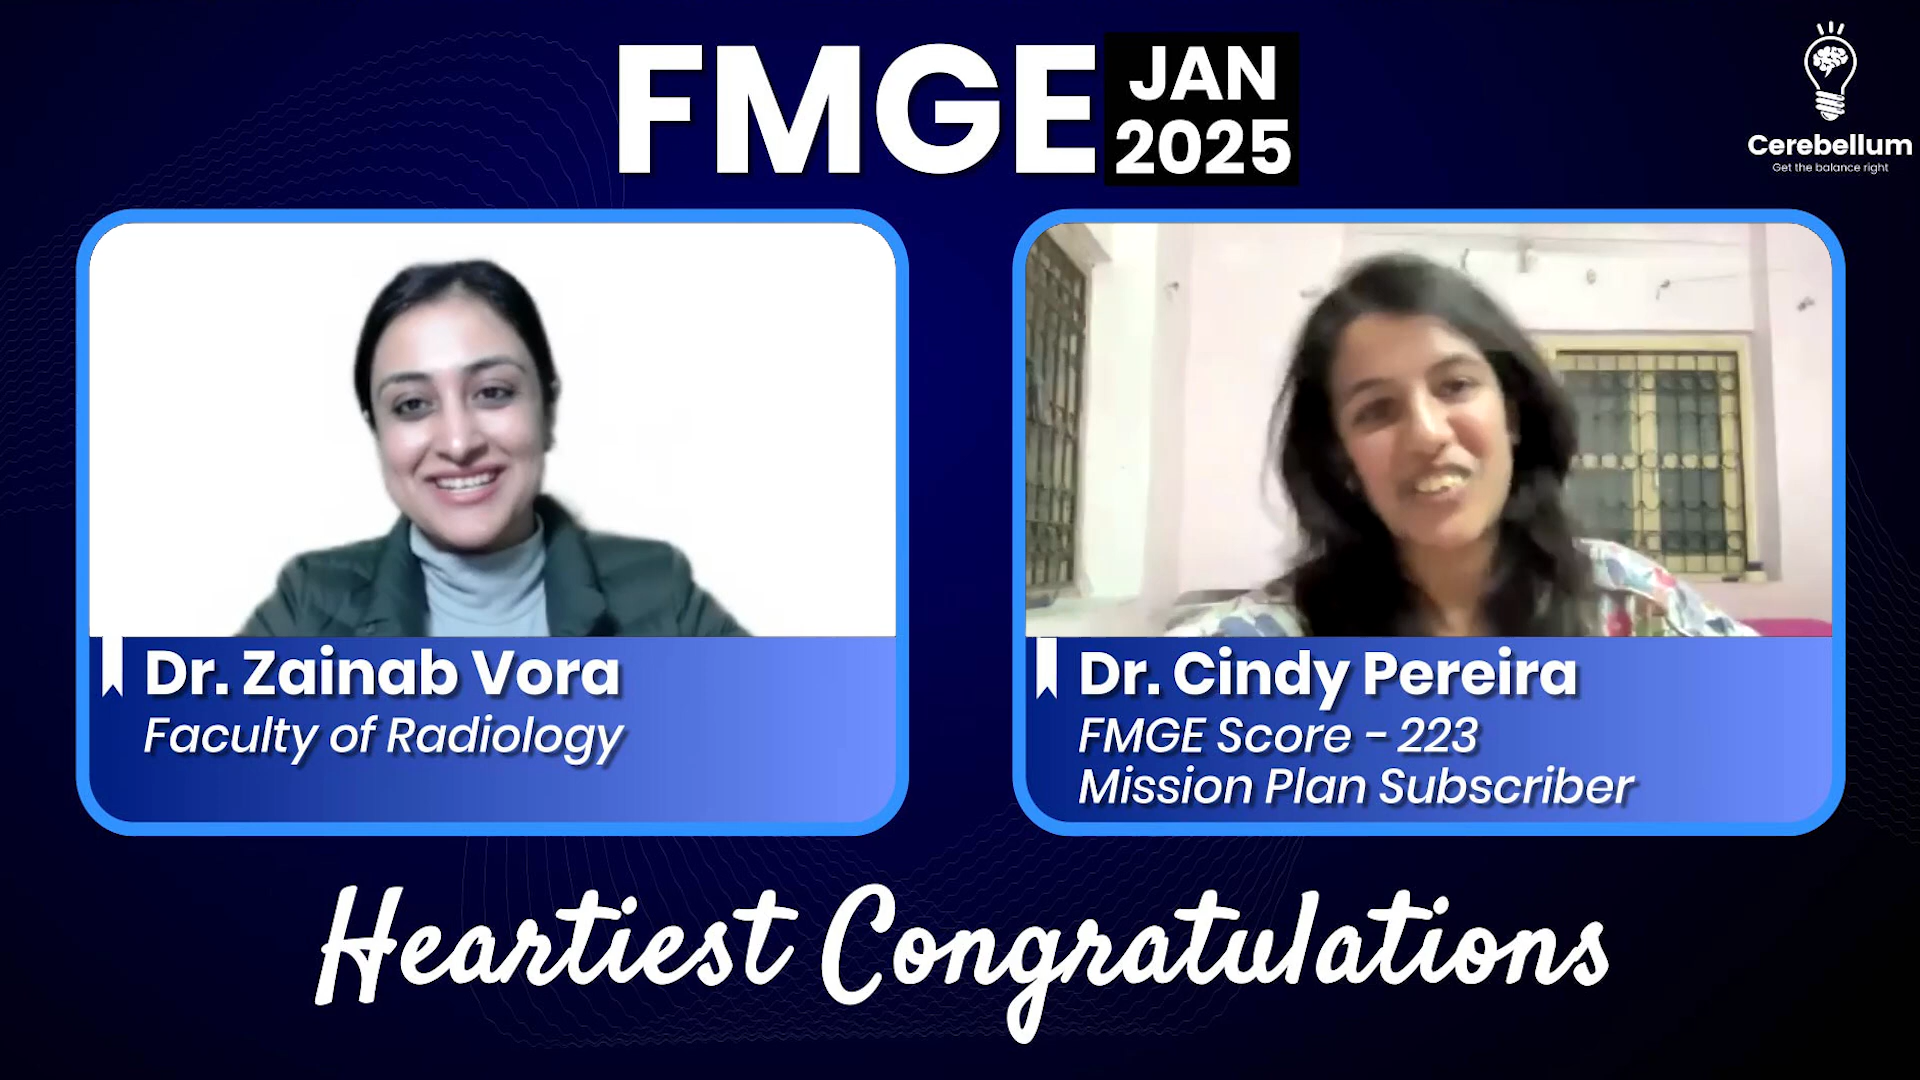 FMGE
JAN
2025
Cerebellum
Get the balance right
Dr. Zainab Vora
Faculty of Radiology
Dr. Cindy Pereira
FMGE Score - 223
Mission Plan Subscriber
Heartiest Congratulations